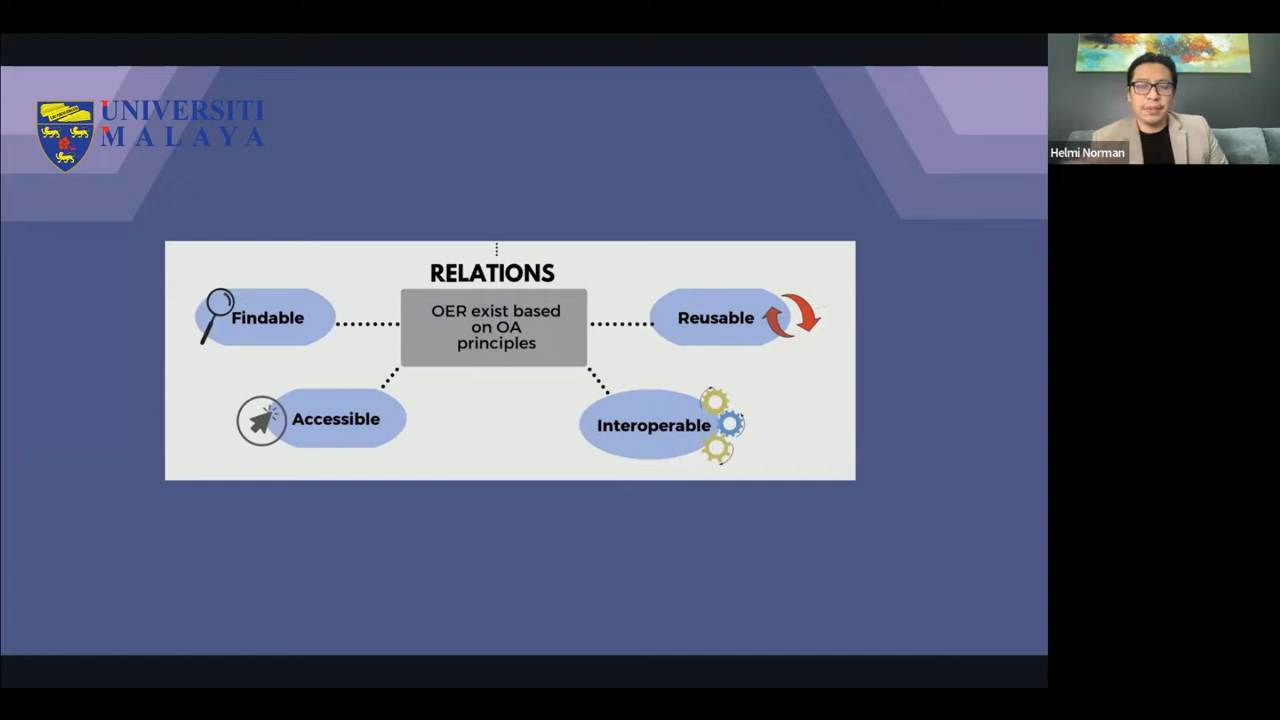 UNIVERSITI
MALAYA
Helmi Norman
RELATIONS
OER exist based
on OA
principles
Findable
Reusable
Accessible
Interoperable